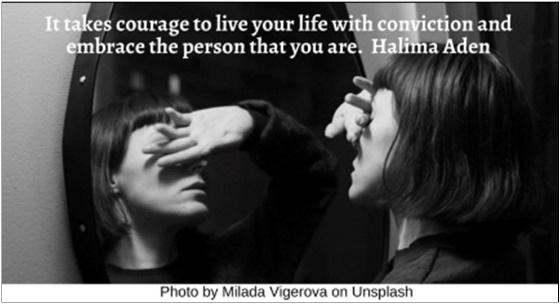 It takes courage to live your life with conviction and
embrace the person that you are. Halima Aden
Photo by Milada Vigerova on Unsplash